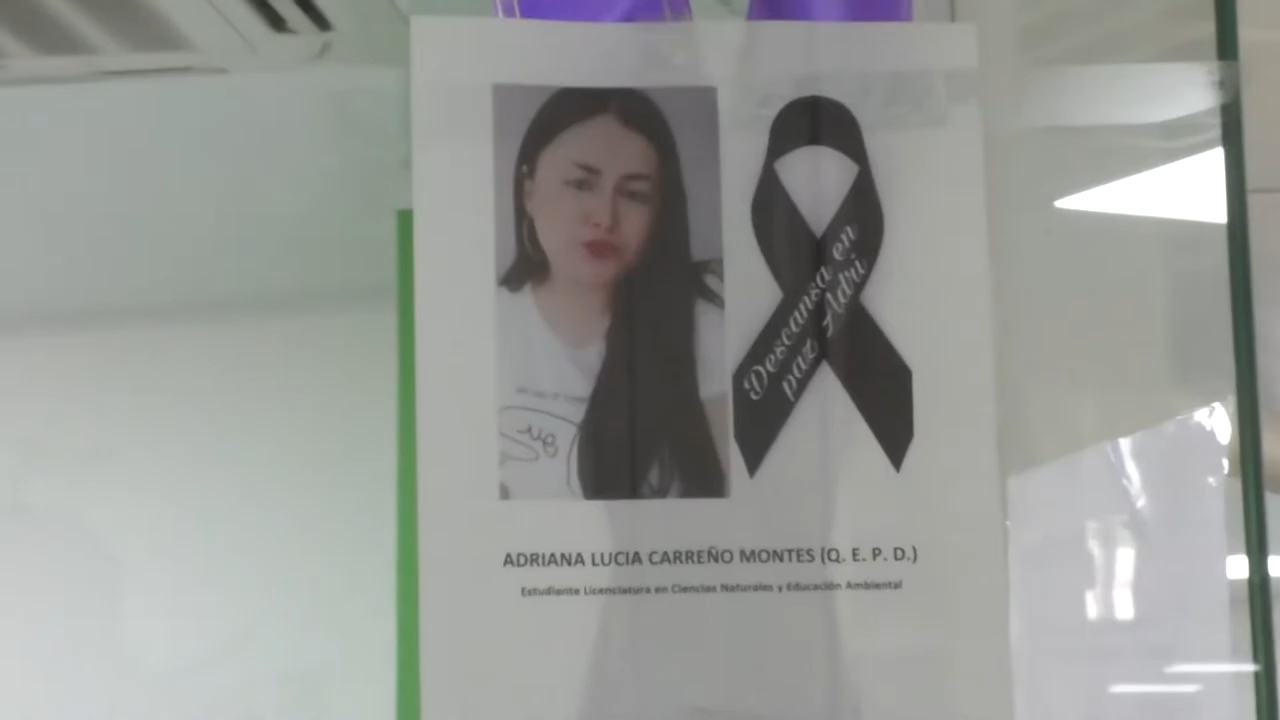 Descansa en
paz Adri
ADRIANA LUCIA CARREÑO MONTES (Q. E. P. D.)
Estudiante Licenciatura en Ciencias Naturales y Educación Ambiental